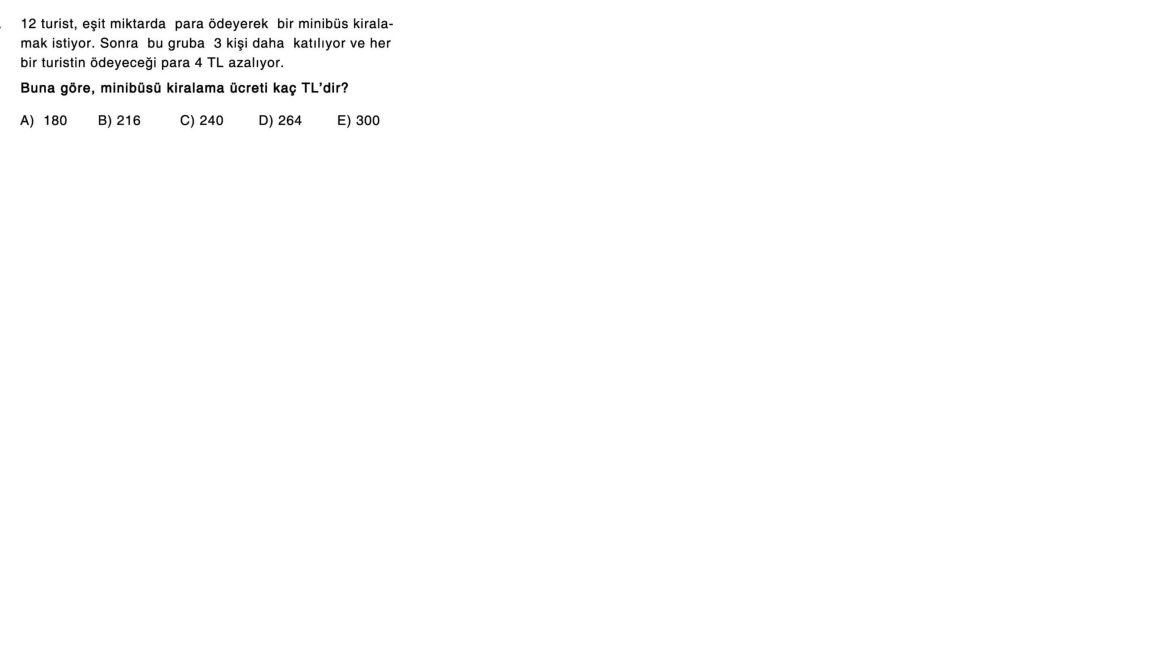 12 turist, eşit miktarda para ödeyerek bir minibüs kirala-
mak istiyor. Sonra bu gruba 3 kişi daha katılıyor ve her
bir turistin ödeyeceği para 4 TL azalıyor.
Buna göre, minibüsü kiralama ücreti kaç TL'dir?
A) 180 B) 216 C) 240 D) 264 E) 300